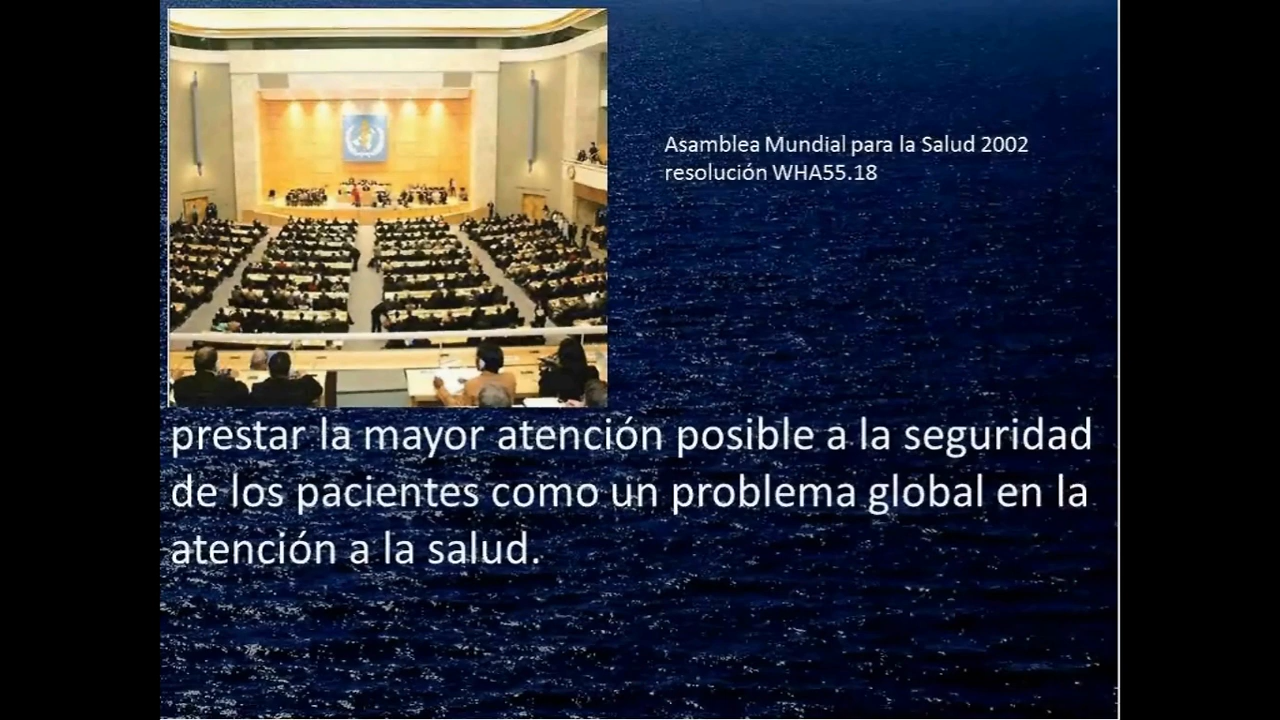 Asamblea Mundial para la Salud 2002
resolución WHA55.18
prestar la mayor atención posible a la seguridad
de los pacientes como un problema global en la
atención a la salud.